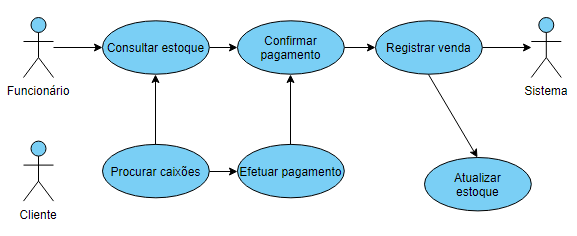 Funcionário
Consultar estoque
Confirmar
pagamento
Registrar venda
Sistema
Cliente
Procurar caixões
Efetuar pagamento
Atualizar
estoque